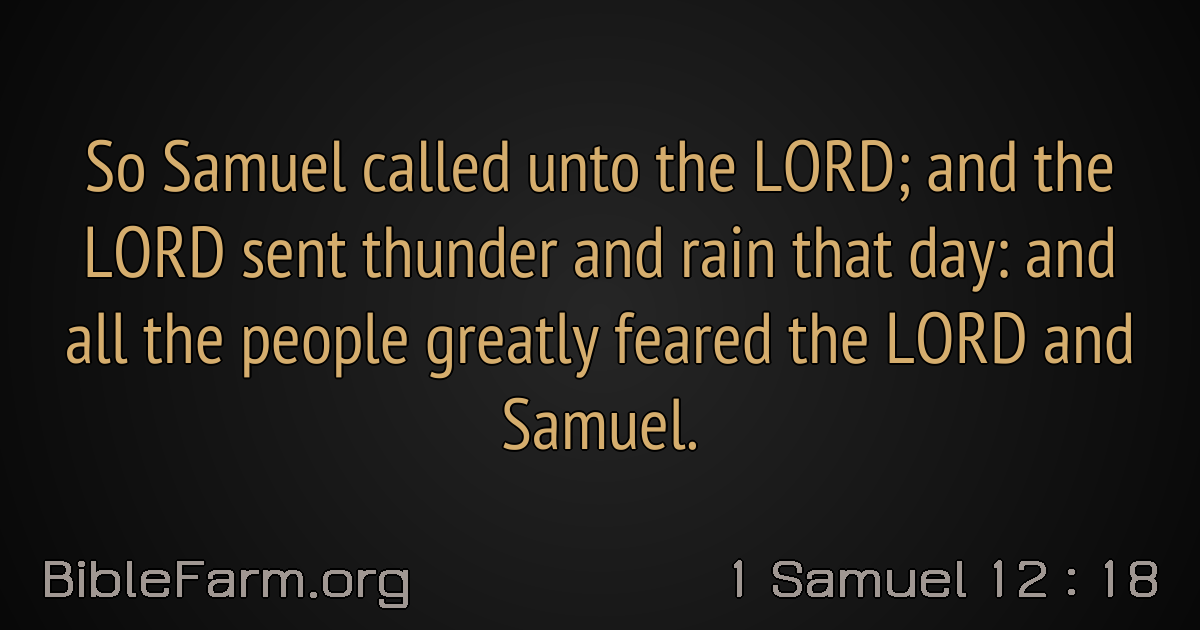 So Samuel called unto the LORD; and the
LORD sent thunder and rain that day: and
all the people greatly feared the LORD and
Samuel.
BibleFarm.org
1 Samuel 12 : 18